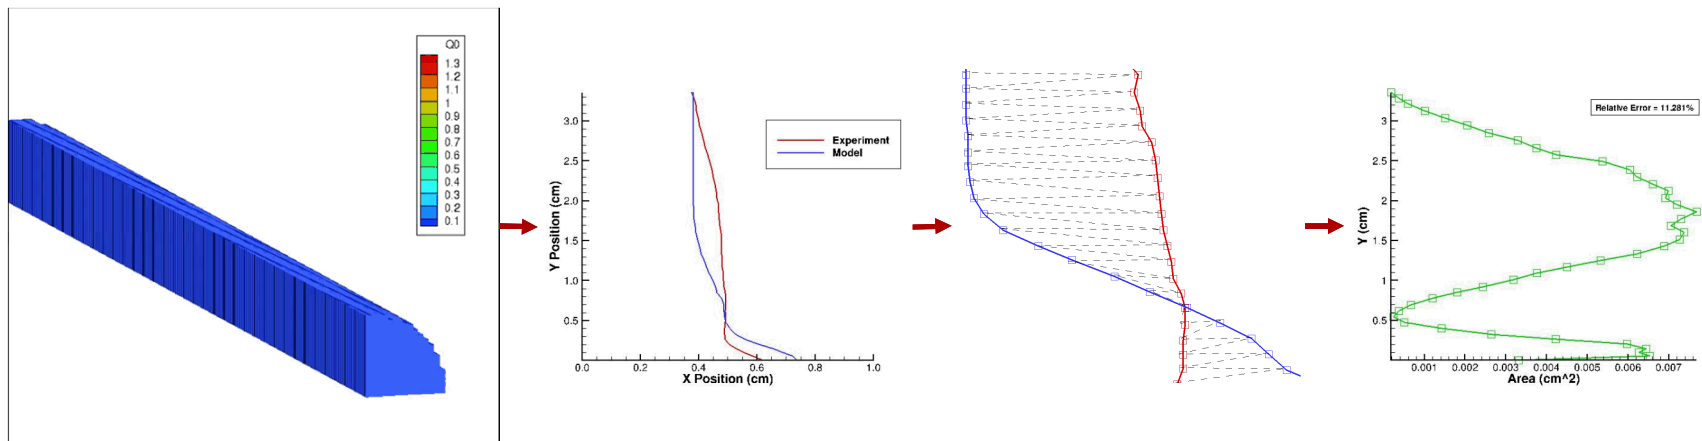 Q0
1.3
1.2
1.1
1
0.9
0.8
0.7
0.6
0.5
0.4
0.3
0.2
0.1
Y Position (cm)
3.0
2.5
2.0
1.5
1.0
0.5
0.0 0.2 0.4 0.6 0.8 1.0
X Position (cm)
Experiment
Model
Relative Error = 11.281%
Y (cm)
3
2.5
2
1.5
1
0.5
0.001 0.002 0.003 0.004 0.005 0.006 0.007
Area (cm^2)